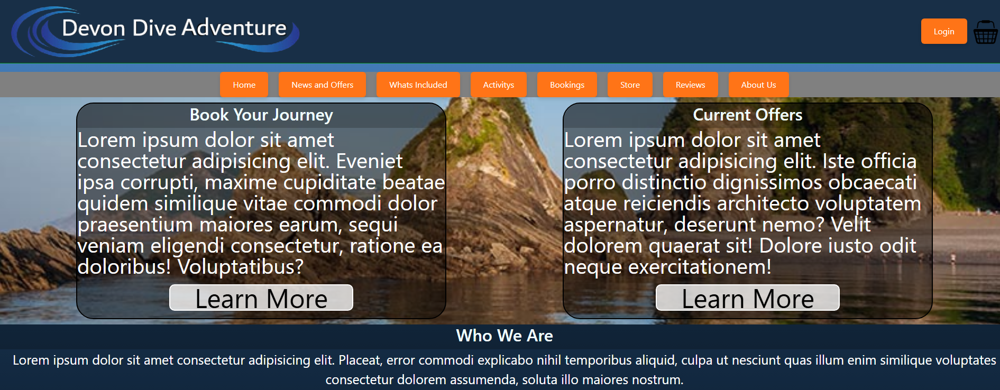 Devon Dive Adventure
Login
Home
News and Offers
Whats Included
Activitys
Bookings
Store
Reviews
About Us
Book Your Journey
Lorem ipsum dolor sit amet
consectetur adipisicing elit. Eveniet
ipsa corrupti, maxime cupiditate beatae
quidem similique vitae commodi dolor
praesentium maiores earum, sequi
veniam eligendi consectetur, ratione ea
doloribus! Voluptatibus?
Learn More
Current Offers
Lorem ipsum dolor sit amet
consectetur adipisicing elit. Iste officia
porro distinctio dignissimos obcaecati
atque reiciendis architecto voluptatem
aspernatur, deserunt nemo? Velit
dolorem quaerat sit! Dolore iusto odit
neque exercitationem!
Learn More
Who We Are
Lorem ipsum dolor sit amet consectetur adipisicing elit. Placeat, error commodi explicabo nihil temporibus aliquid, culpa ut nesciunt quas illum enim similique voluptates
consectetur dolorem assumenda, soluta illo maiores nostrum.